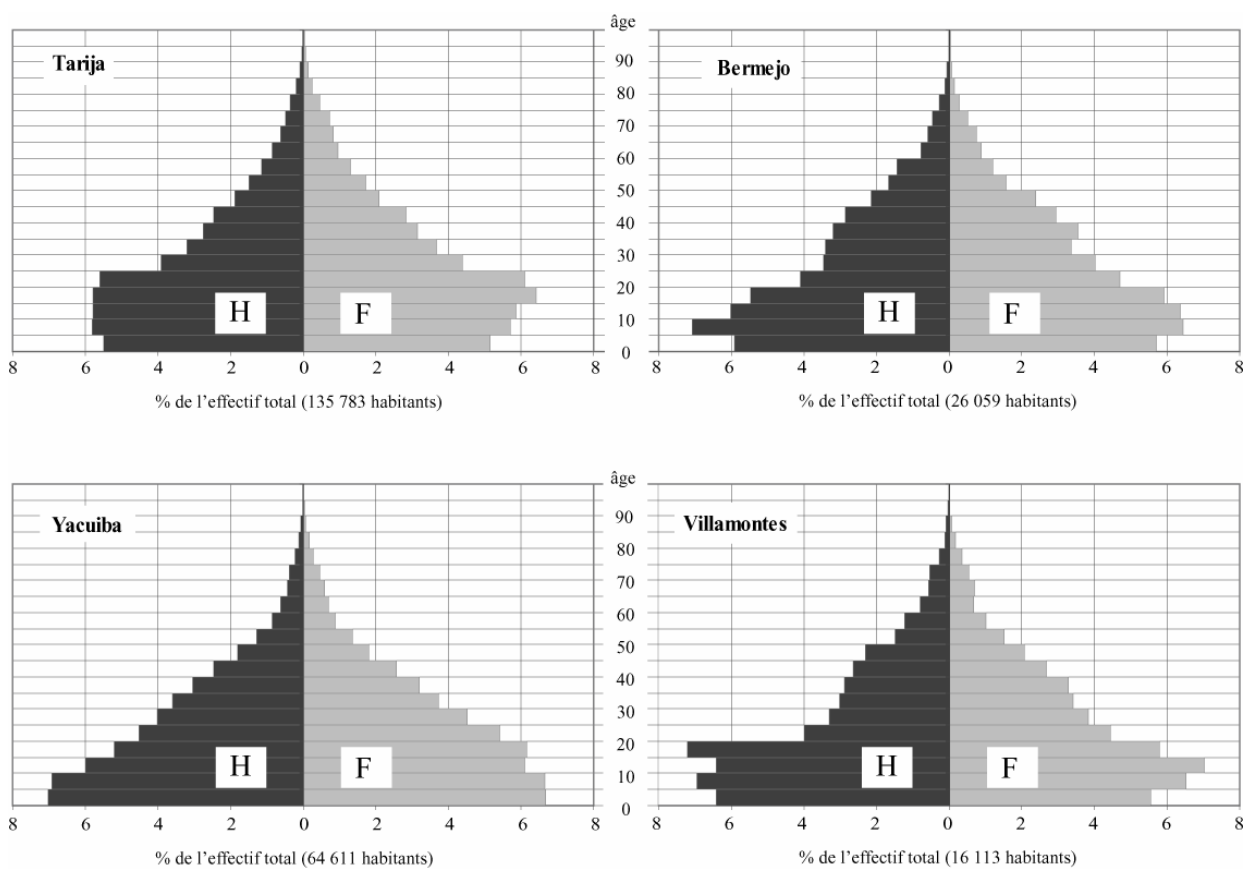 âge
Tarija
Bermejo
90
80
70
60
50
40
30
20
10
0
H
F
H
F
8 6 4 2 0 2 4 6 8
8 6 4 2 0 2 4 6 8
% de l'effectif total (135 783 habitants)
% de l'effectif total (26 059 habitants)
âge
Yacuiba
Villamontes
90
80
70
60
50
40
30
20
10
0
H
F
H
F
8 6 4 2 0 2 4 6 8
8 6 4 2 0 2 4 6 8
% de l'effectif total (64 611 habitants)
% de l'effectif total (16 113 habitants)